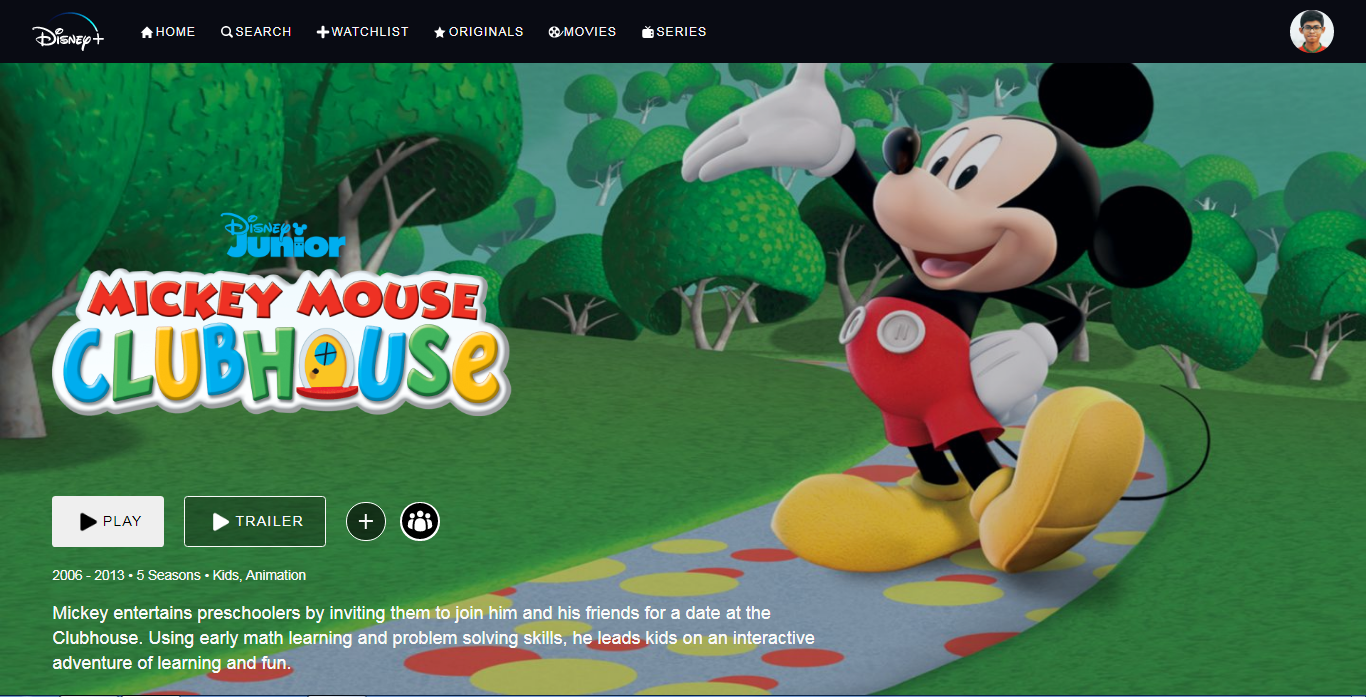 Disney+
HOME
SEARCH
WATCHLIST
ORIGINALS
MOVIES
SERIES
Disney
Junior
MICKEY MOUSE
CLUBHOUSE
PLAY
TRAILER
2006 - 2013 • 5 Seasons • Kids, Animation
Mickey entertains preschoolers by inviting them to join him and his friends for a date at the
Clubhouse. Using early math learning and problem solving skills, he leads kids on an interactive
adventure of learning and fun.